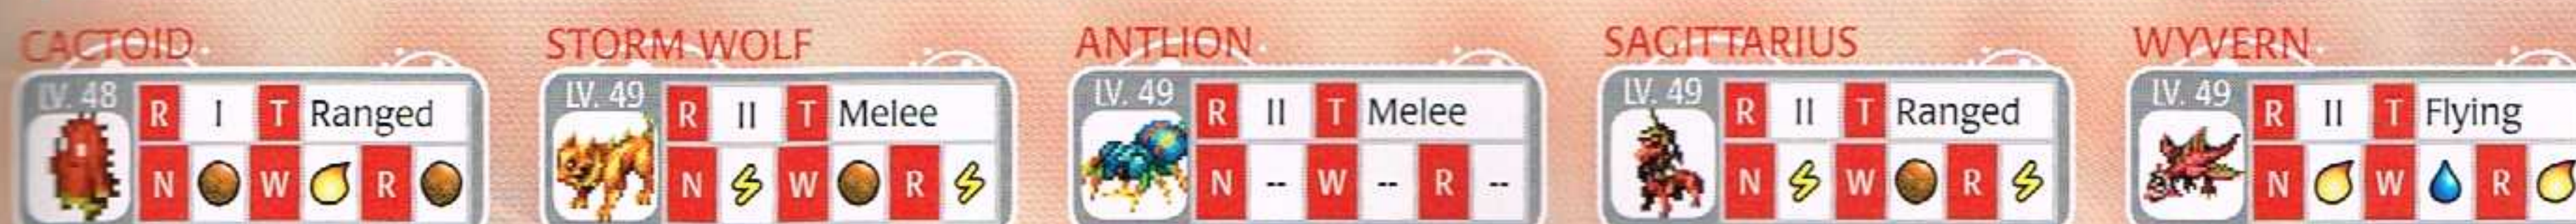 CACTOID
LV. 48
R I T Ranged
N W R
STORM WOLF
LV. 49
R II T Melee
N W R
ANTLION
LV. 49
R II T Melee
N -- W -- R --
SAGITTARIUS
LV. 49
R II T Ranged
N W R
WYVERN
LV. 49
R II T Flying
N W R